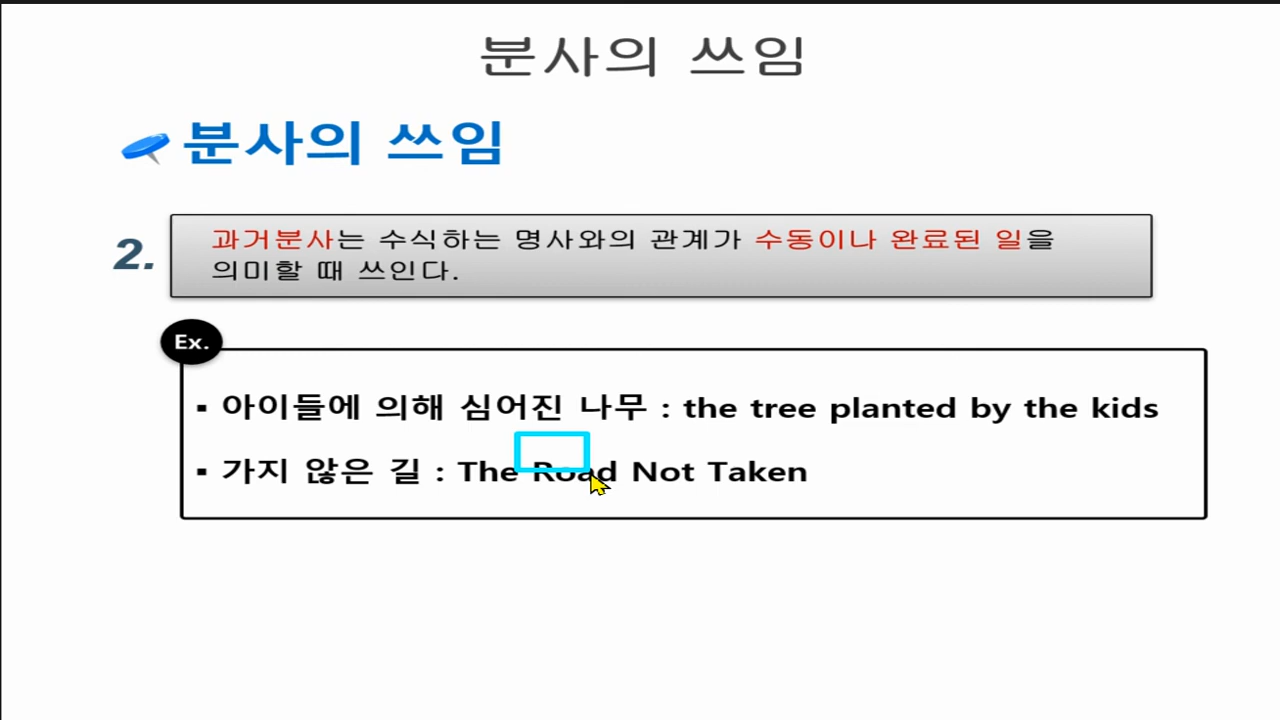 분사의 쓰임
분사의 쓰임
2.
과거분사는 수식하는 명사와의 관계가 수동이나 완료된 일을
의미할 때 쓰인다.
Ex.
▪ 아이들에 의해 심어진 나무 : the tree planted by the kids
▪ 가지 않은 길 : The Road Not Taken